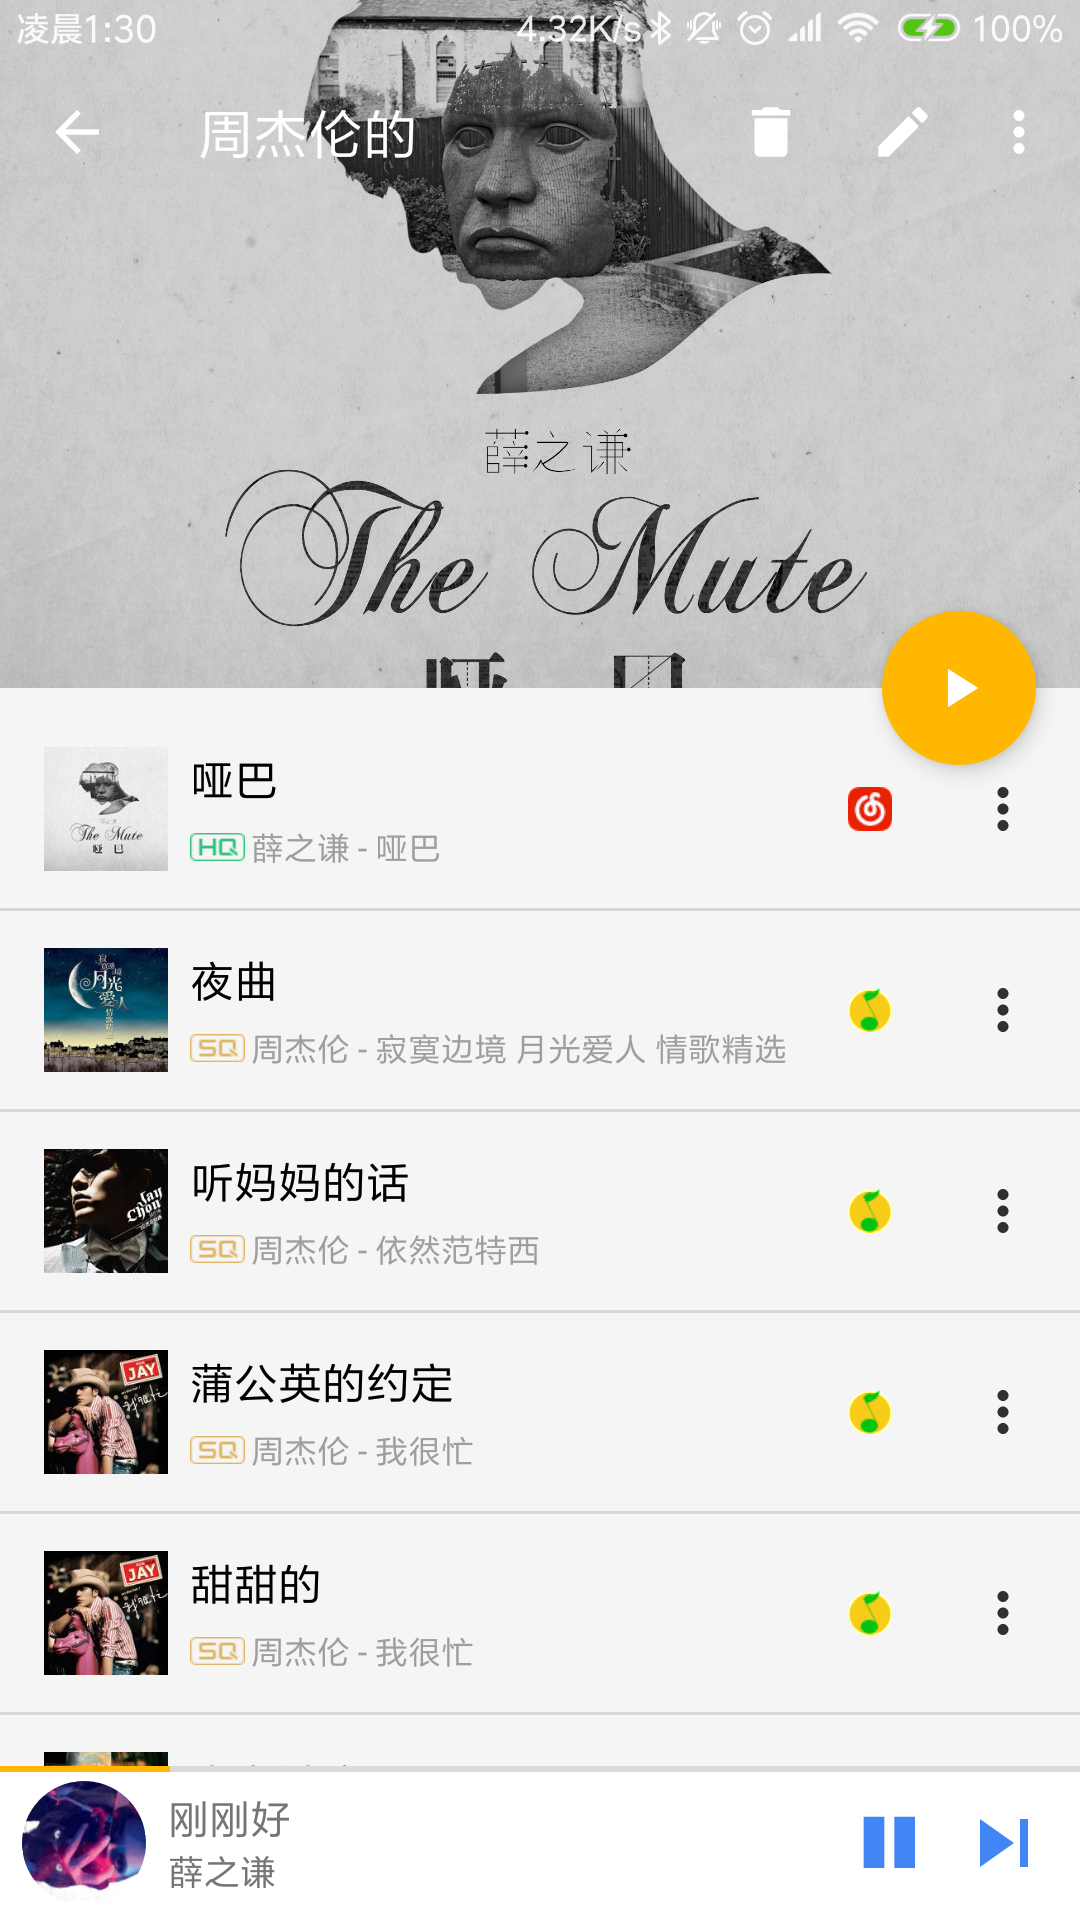 凌晨1:30 4.32K/s 100%
周杰伦的
薛之谦
The Mute
哑 巴
哑巴
HQ 薛之谦 - 哑巴
夜曲
SQ 周杰伦 - 寂寞边境 月光爱人 情歌精选
听妈妈的话
SQ 周杰伦 - 依然范特西
蒲公英的约定
SQ 周杰伦 - 我很忙
甜甜的
SQ 周杰伦 - 我很忙
刚刚好
薛之谦